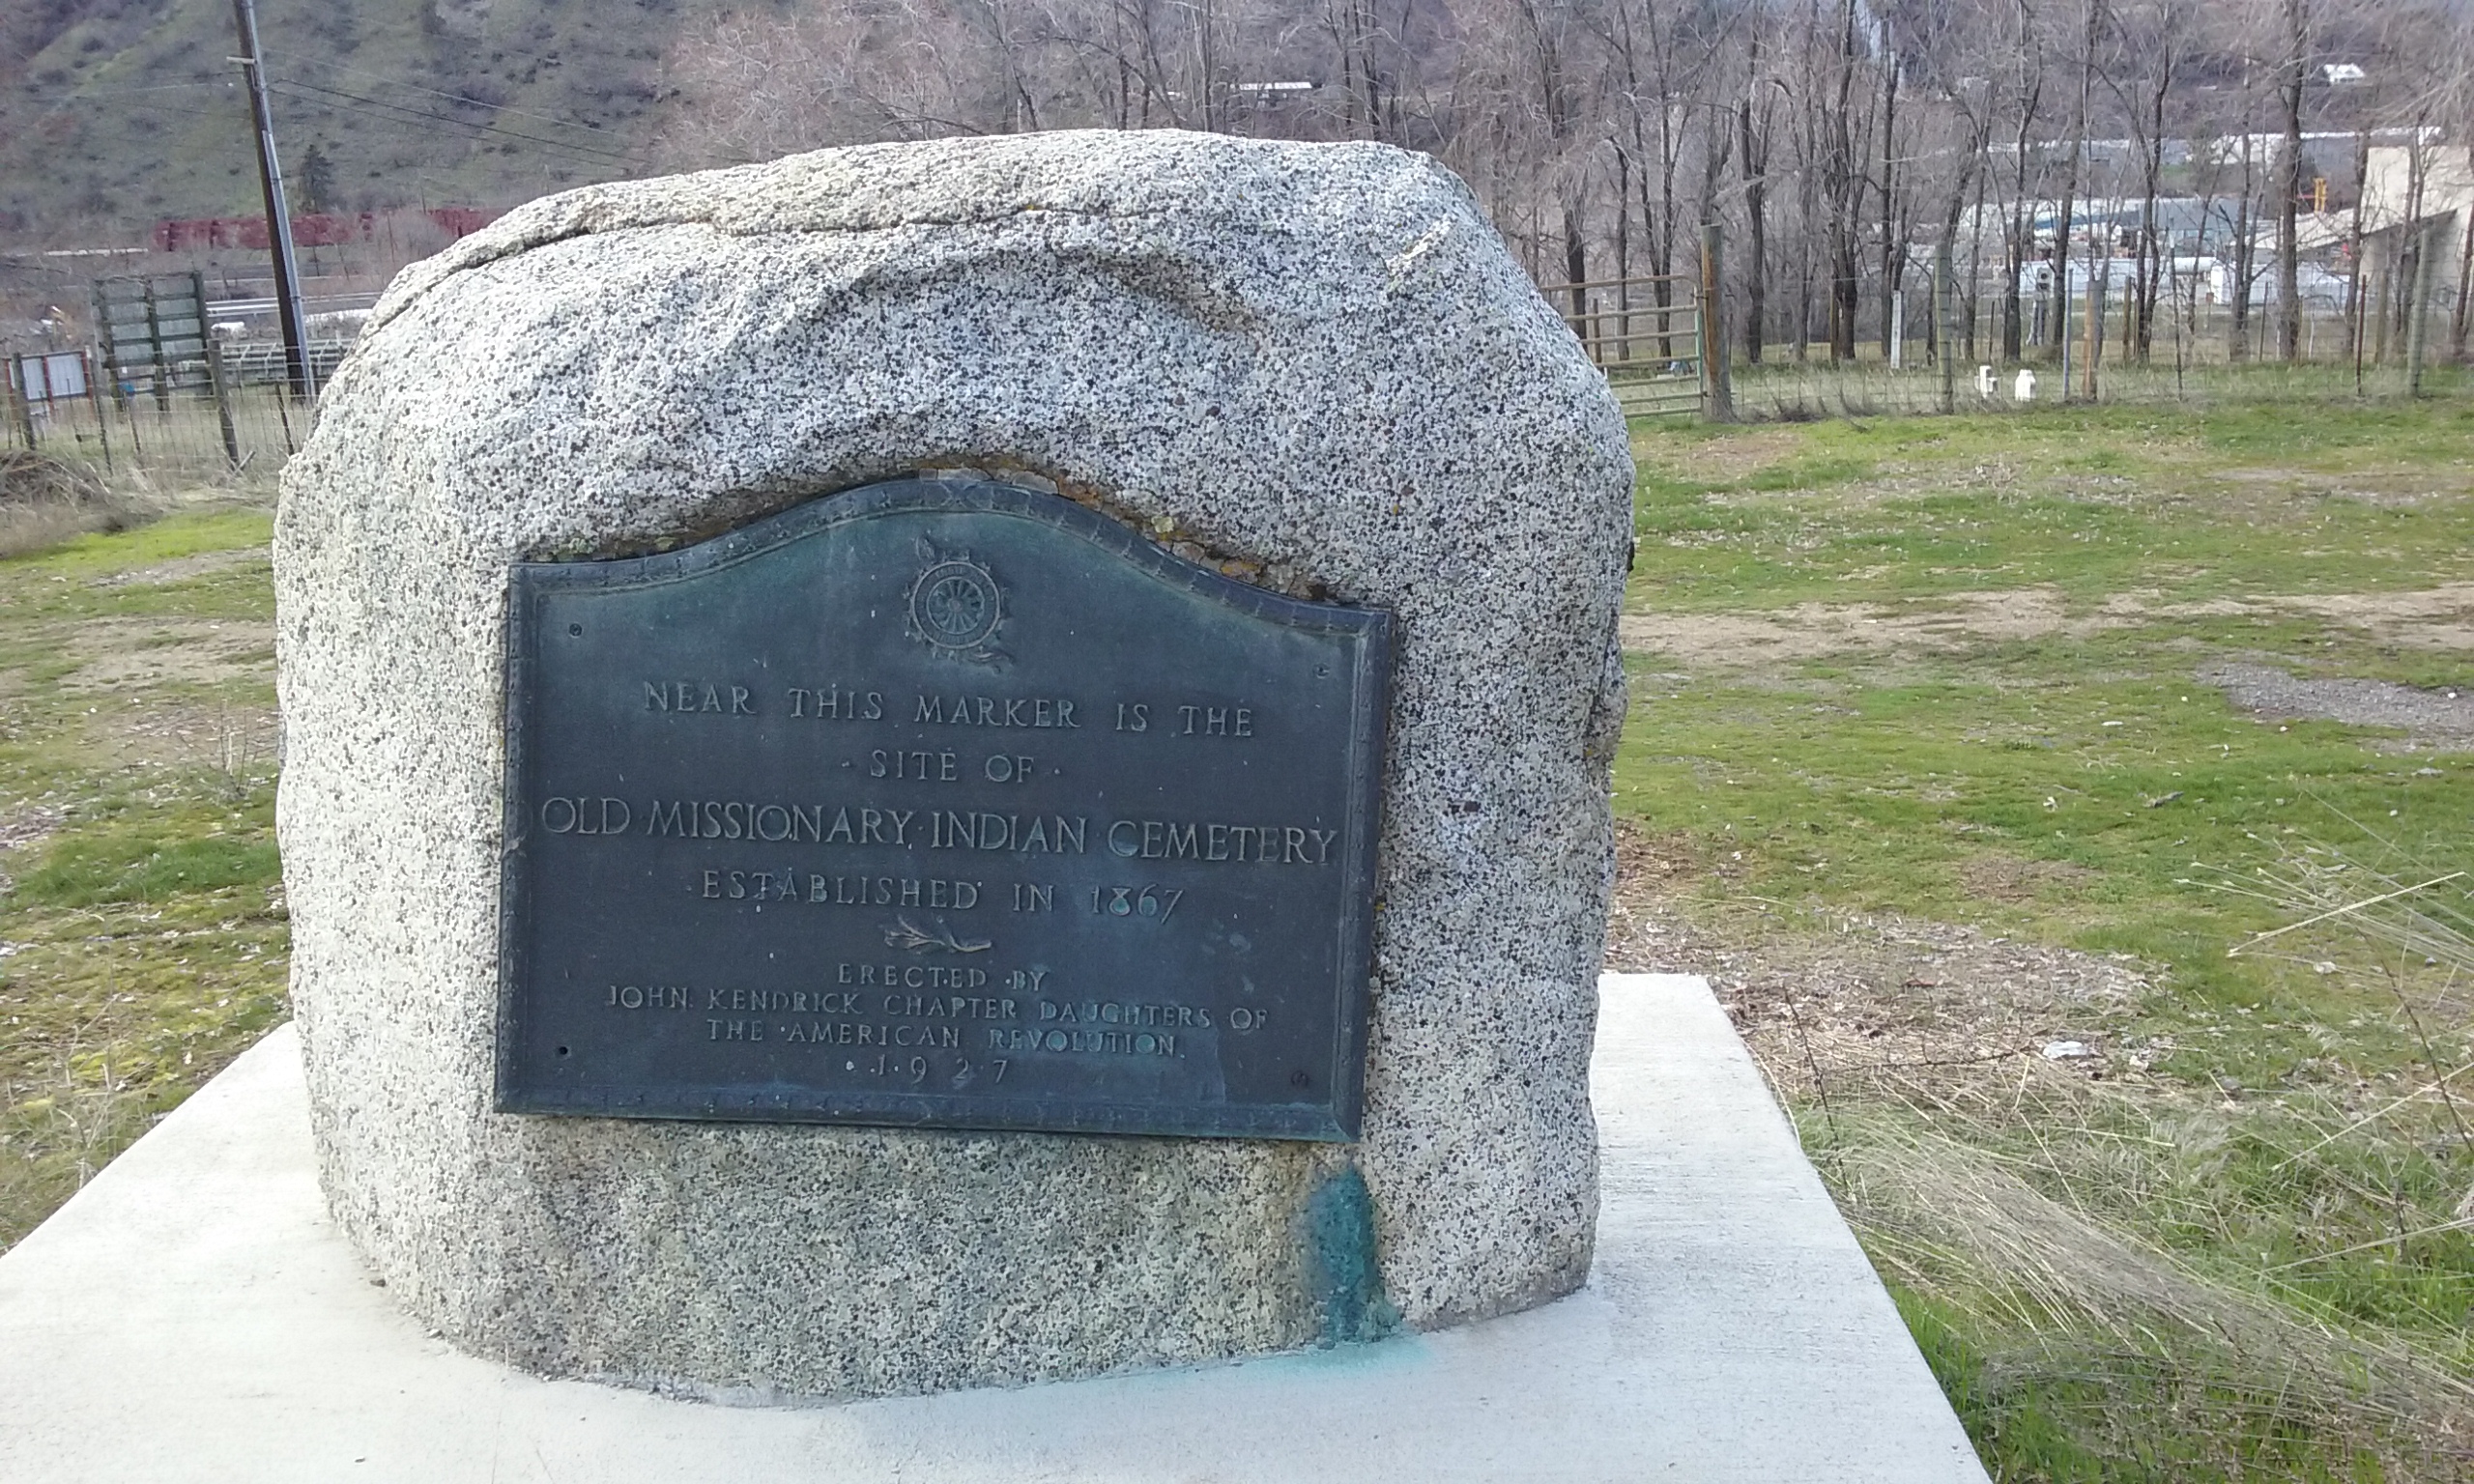 NEAR THIS MARKER IS THE
· SITE OF ·
OLD MISSIONARY INDIAN CEMETERY
ESTABLISHED IN 1867
ERECTED BY
JOHN KENDRICK CHAPTER DAUGHTERS OF
THE AMERICAN REVOLUTION
1927